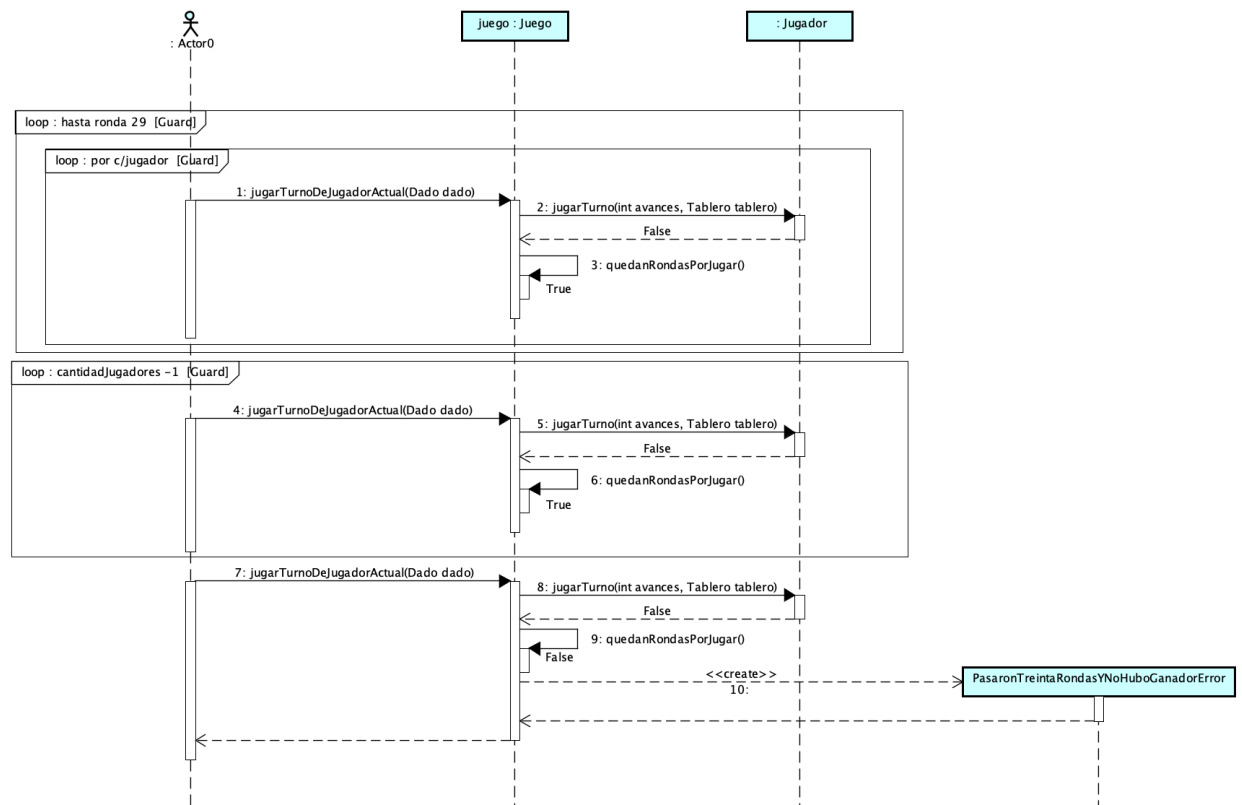 : Actor0
juego : Juego
: Jugador
loop : hasta ronda 29 [Guard]
loop : por c/jugador [Guard]
1: jugarTurnoDeJugadorActual(Dado dado)
2: jugarTurno(int avances, Tablero tablero)
False
3: quedanRondasPorJugar()
True
loop : cantidadJugadores -1 [Guard]
4: jugarTurnoDeJugadorActual(Dado dado)
5: jugarTurno(int avances, Tablero tablero)
False
6: quedanRondasPorJugar()
True
7: jugarTurnoDeJugadorActual(Dado dado)
8: jugarTurno(int avances, Tablero tablero)
False
9: quedanRondasPorJugar()
False
<<create>>
10:
PasaronTreintaRondasYNoHuboGanadorError